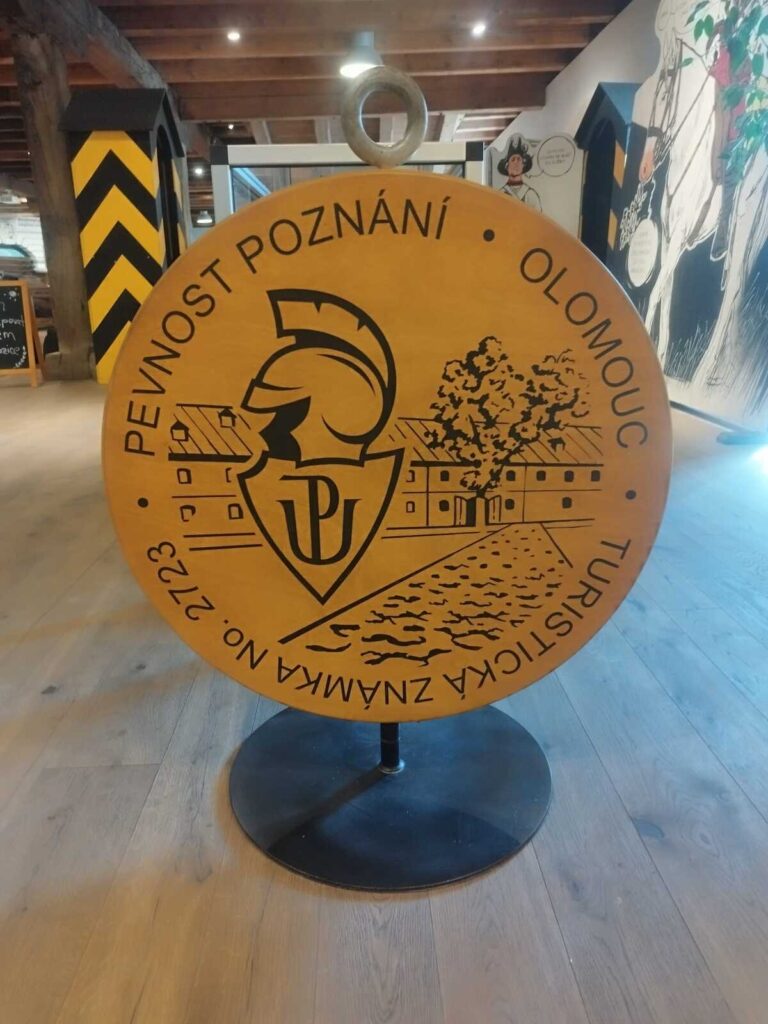 PEVNOST POZNÁNÍ • OLOMOUC • TURISTICKÁ ZNÁMKA No. 2723 •
UP